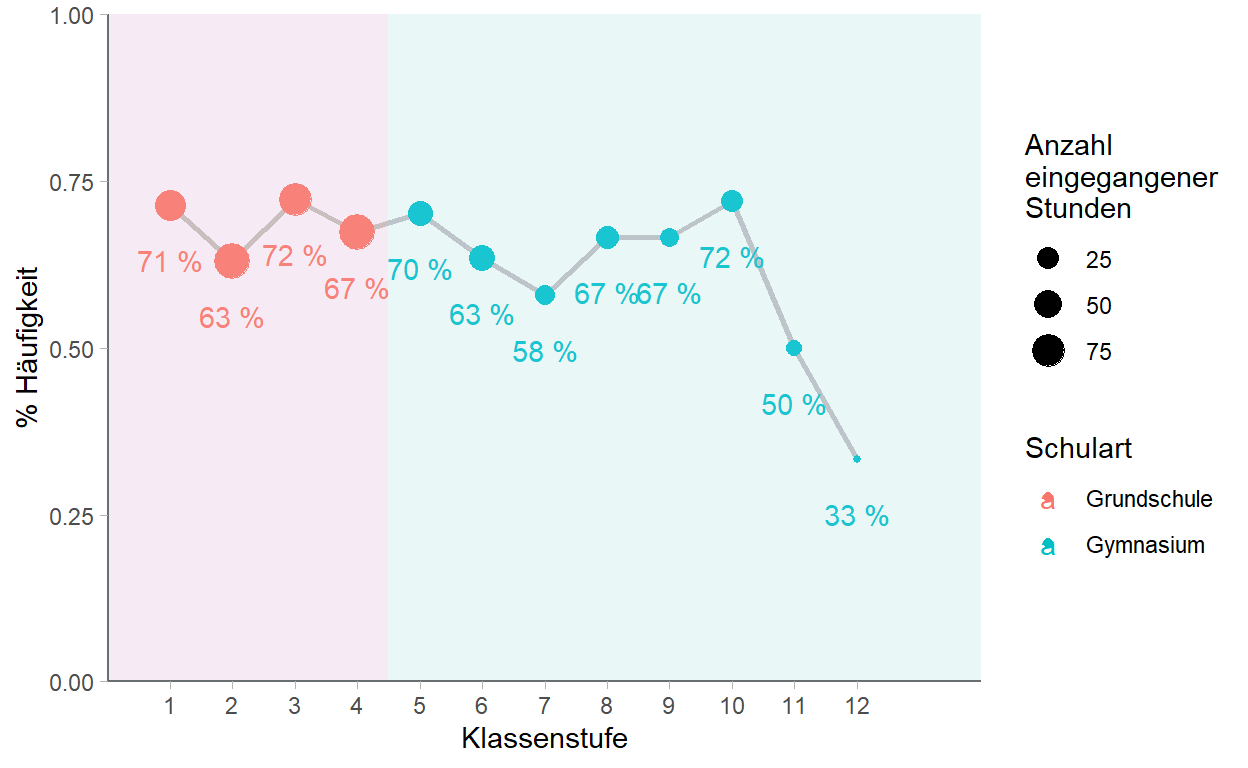 1.00
0.75
0.50
0.25
0.00
% Häufigkeit
71 %
63 %
72 %
67 %
70 %
63 %
58 %
67 %
67 %
72 %
50 %
33 %
1 2 3 4 5 6 7 8 9 10 11 12
Klassenstufe
Anzahl
eingegangener
Stunden
25
50
75
Schulart
a Grundschule
a Gymnasium